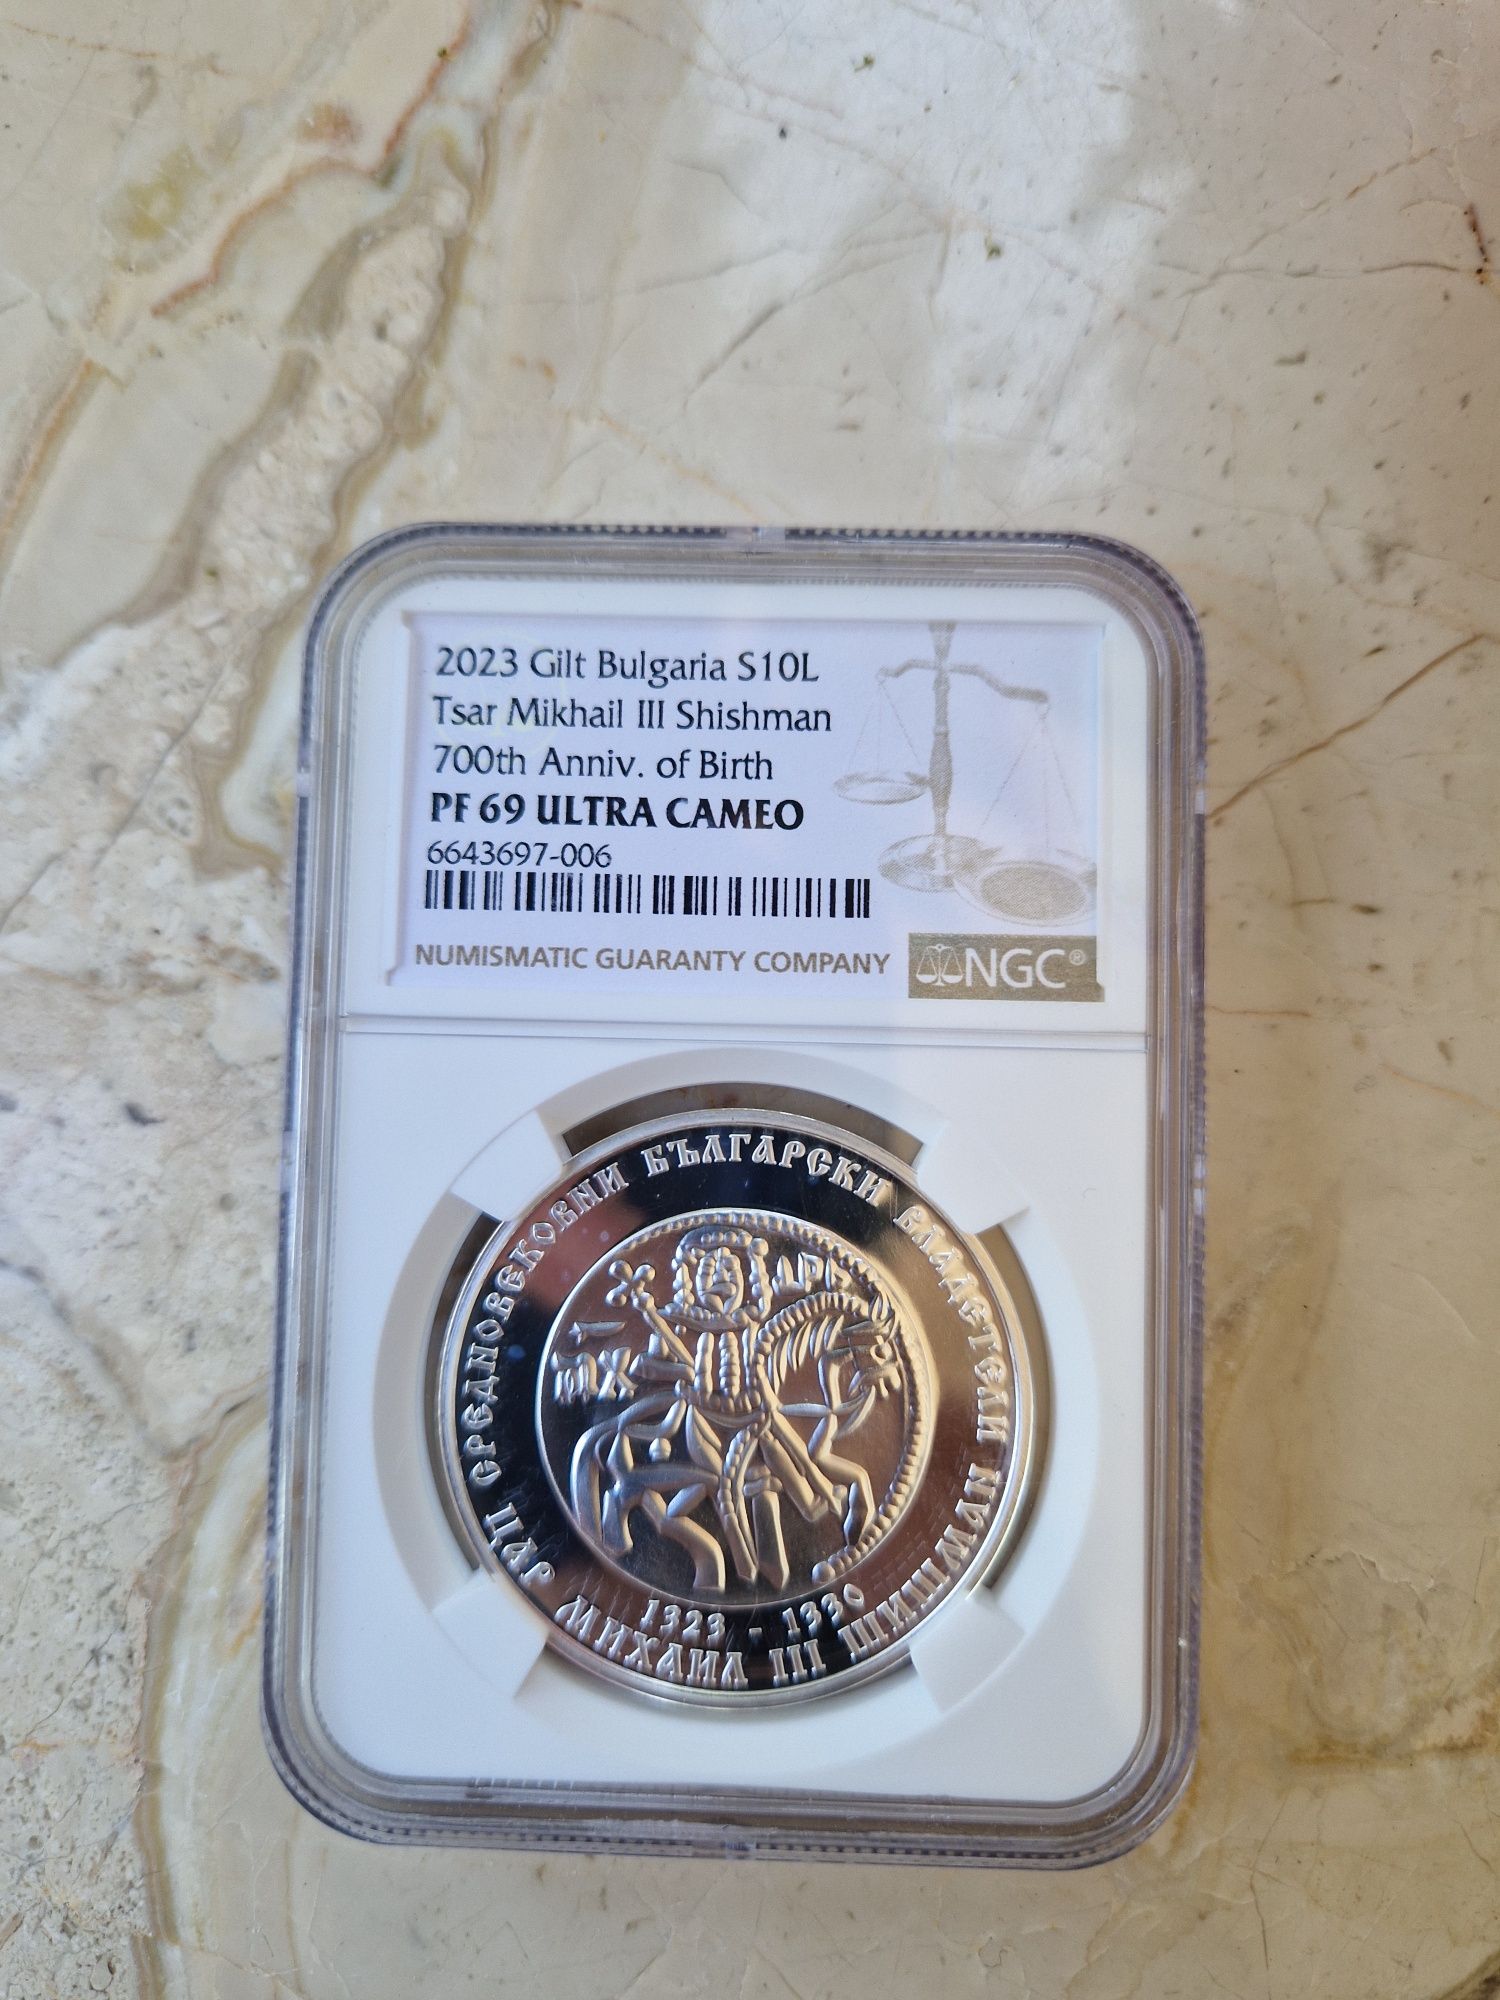 2023 Gilt Bulgaria S10L
Tsar Mikhail III Shishman
700th Anniv. of Birth
PF 69 ULTRA CAMEO
6643697-006
NUMISMATIC GUARANTY COMPANY
NGC®
СРЕДНОВЕКОВНИ БЪЛГАРСКИ ВЛАДЕТЕЛИ
ЦАР МИХАИЛ III ШИШМАН
1323 - 1330